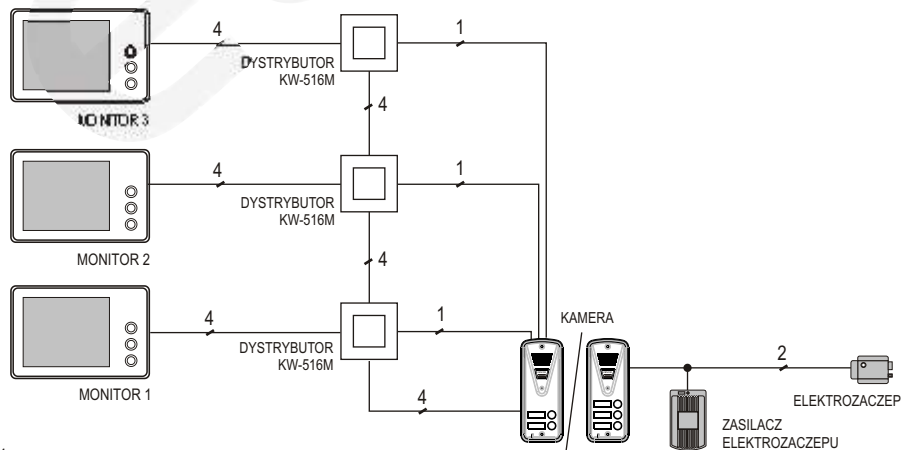 4
1
DYSTRYBUTOR
KW-516M
MONITOR 3
4
4
1
DYSTRYBUTOR
KW-516M
MONITOR 2
4
4
1
DYSTRYBUTOR
KW-516M
MONITOR 1
4
KAMERA
2
ELEKTROZACZEP
ZASILACZ
ELEKTROZACZEPU